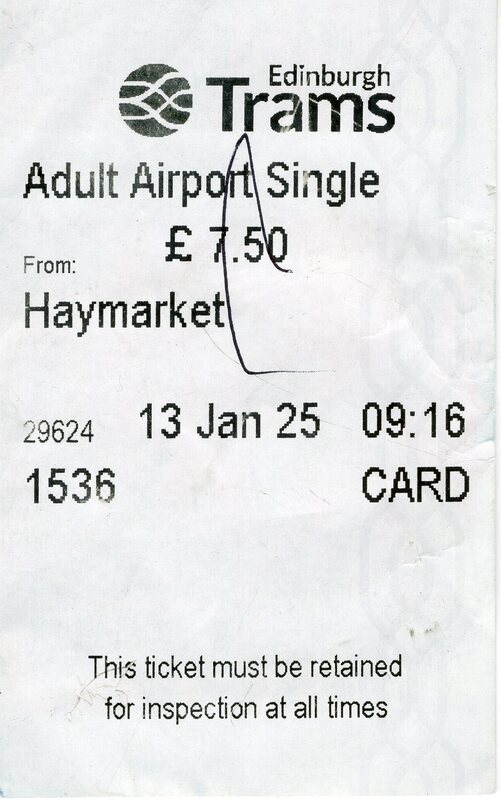 Edinburgh
Trams
Adult Airport Single
£ 7.50
From:
Haymarket
29624 13 Jan 25 09:16
1536 CARD
This ticket must be retained
for inspection at all times